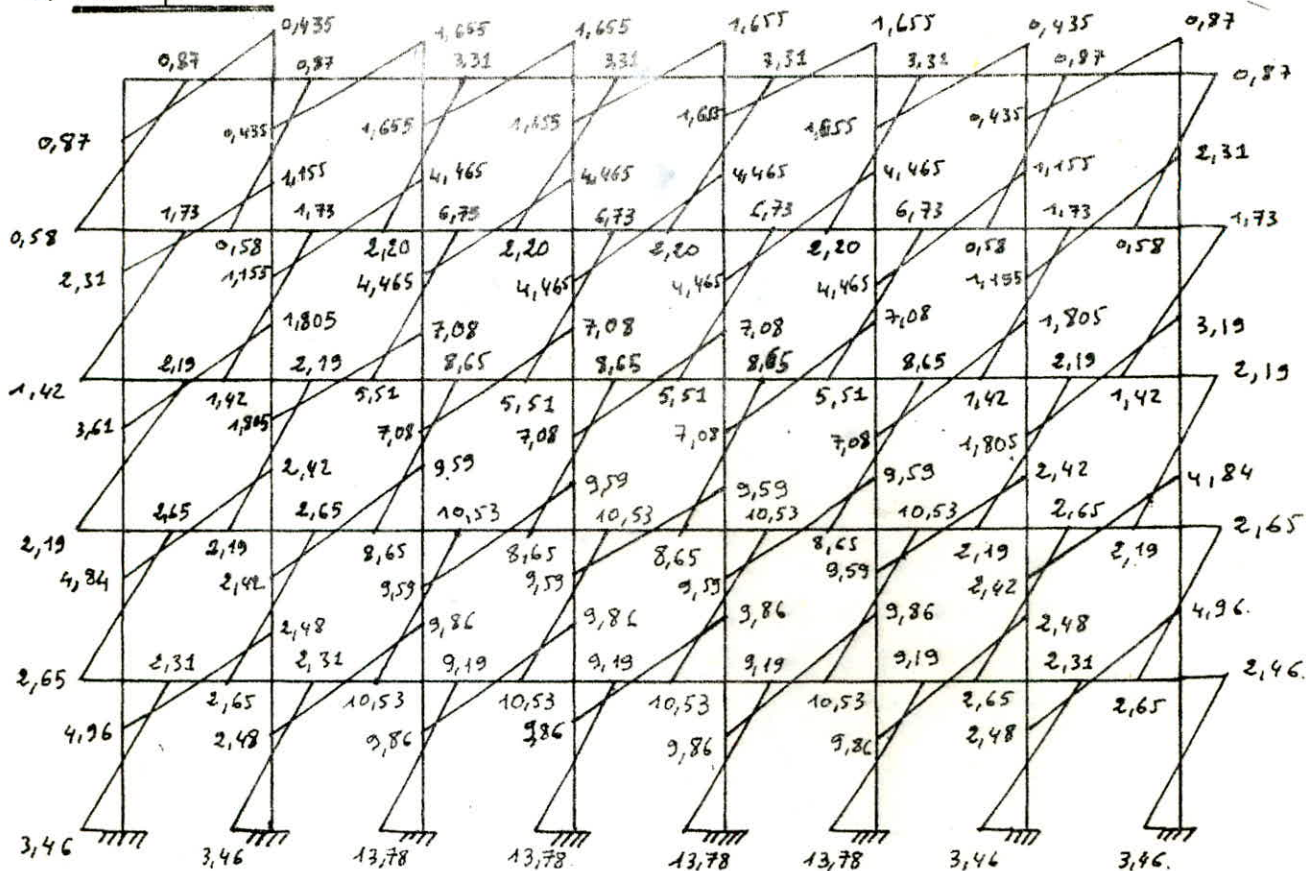 0,435 1,655 1,655 1,655 1,655 0,435 0,87
0,87 0,87 3,31 3,31 3,31 3,31 0,87 0,87
0,87 0,435 1,655 1,655 1,655 1,655 0,435 2,31
1,155 4,465 4,465 4,465 4,465 1,155
1,73 1,73 6,73 6,73 6,73 6,73 1,73 1,73
0,58 0,58 2,20 2,20 2,20 2,20 0,58 0,58
2,31 1,155 4,465 4,465 4,465 4,465 1,155
1,805 7,08 7,08 7,08 7,08 1,805 3,19
2,19 2,19 8,65 8,65 8,65 8,65 2,19 2,19
1,42 1,42 5,51 5,51 5,51 5,51 1,42 1,42
3,61 1,805 7,08 7,08 7,08 7,08 1,805
2,42 9,59 9,59 9,59 9,59 2,42 4,84
2,65 2,65 10,53 10,53 10,53 10,53 2,65 2,65
2,19 2,19 8,65 8,65 8,65 8,65 2,19 2,19
4,84 2,42 9,59 9,59 9,59 9,59 2,42
2,48 9,86 9,86 9,86 9,86 2,48 4,96.
2,31 2,31 9,19 9,19 9,19 9,19 2,31 2,46.
2,65 2,65 10,53 10,53 10,53 10,53 2,65 2,65
4,96 2,48 9,86 9,86 9,86 9,86 2,48
3,46 3,46 13,78 13,78. 13,78 13,78 3,46 3,46.